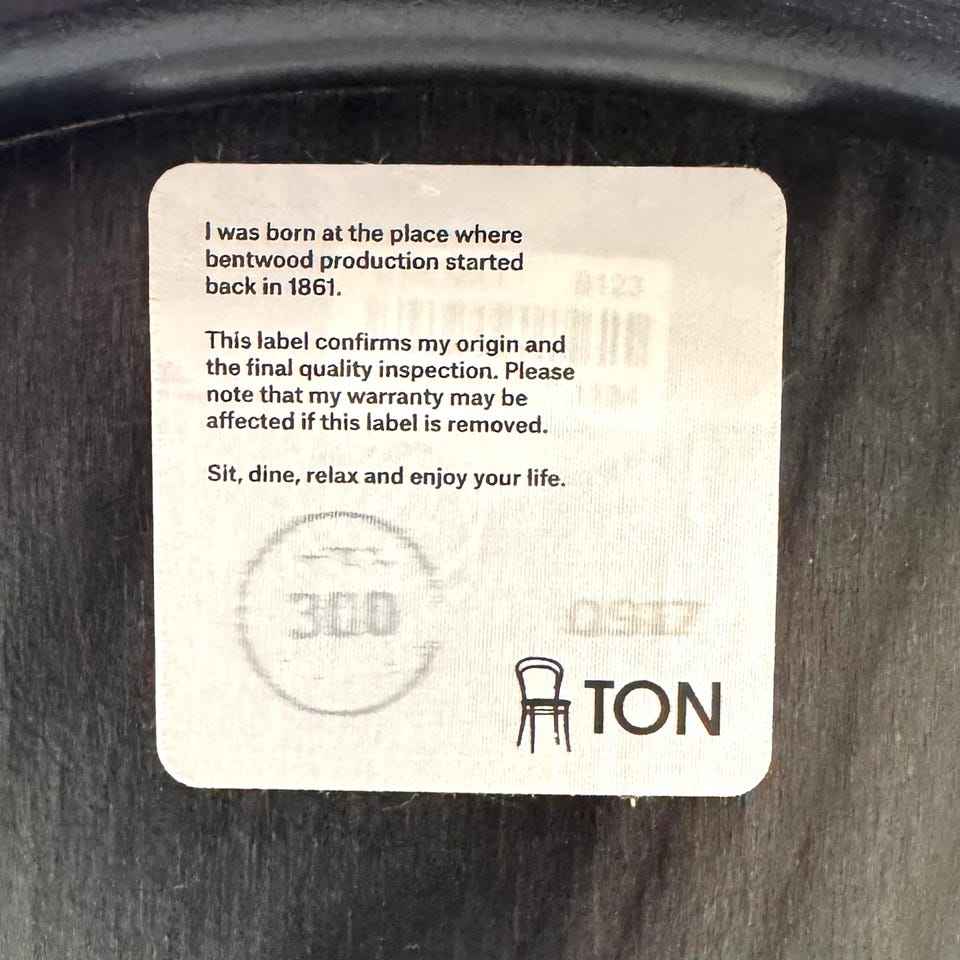 I was born at the place where
bentwood production started
back in 1861.
This label confirms my origin and
the final quality inspection. Please
note that my warranty may be
affected if this label is removed.
Sit, dine, relax and enjoy your life.
300
0917
TON